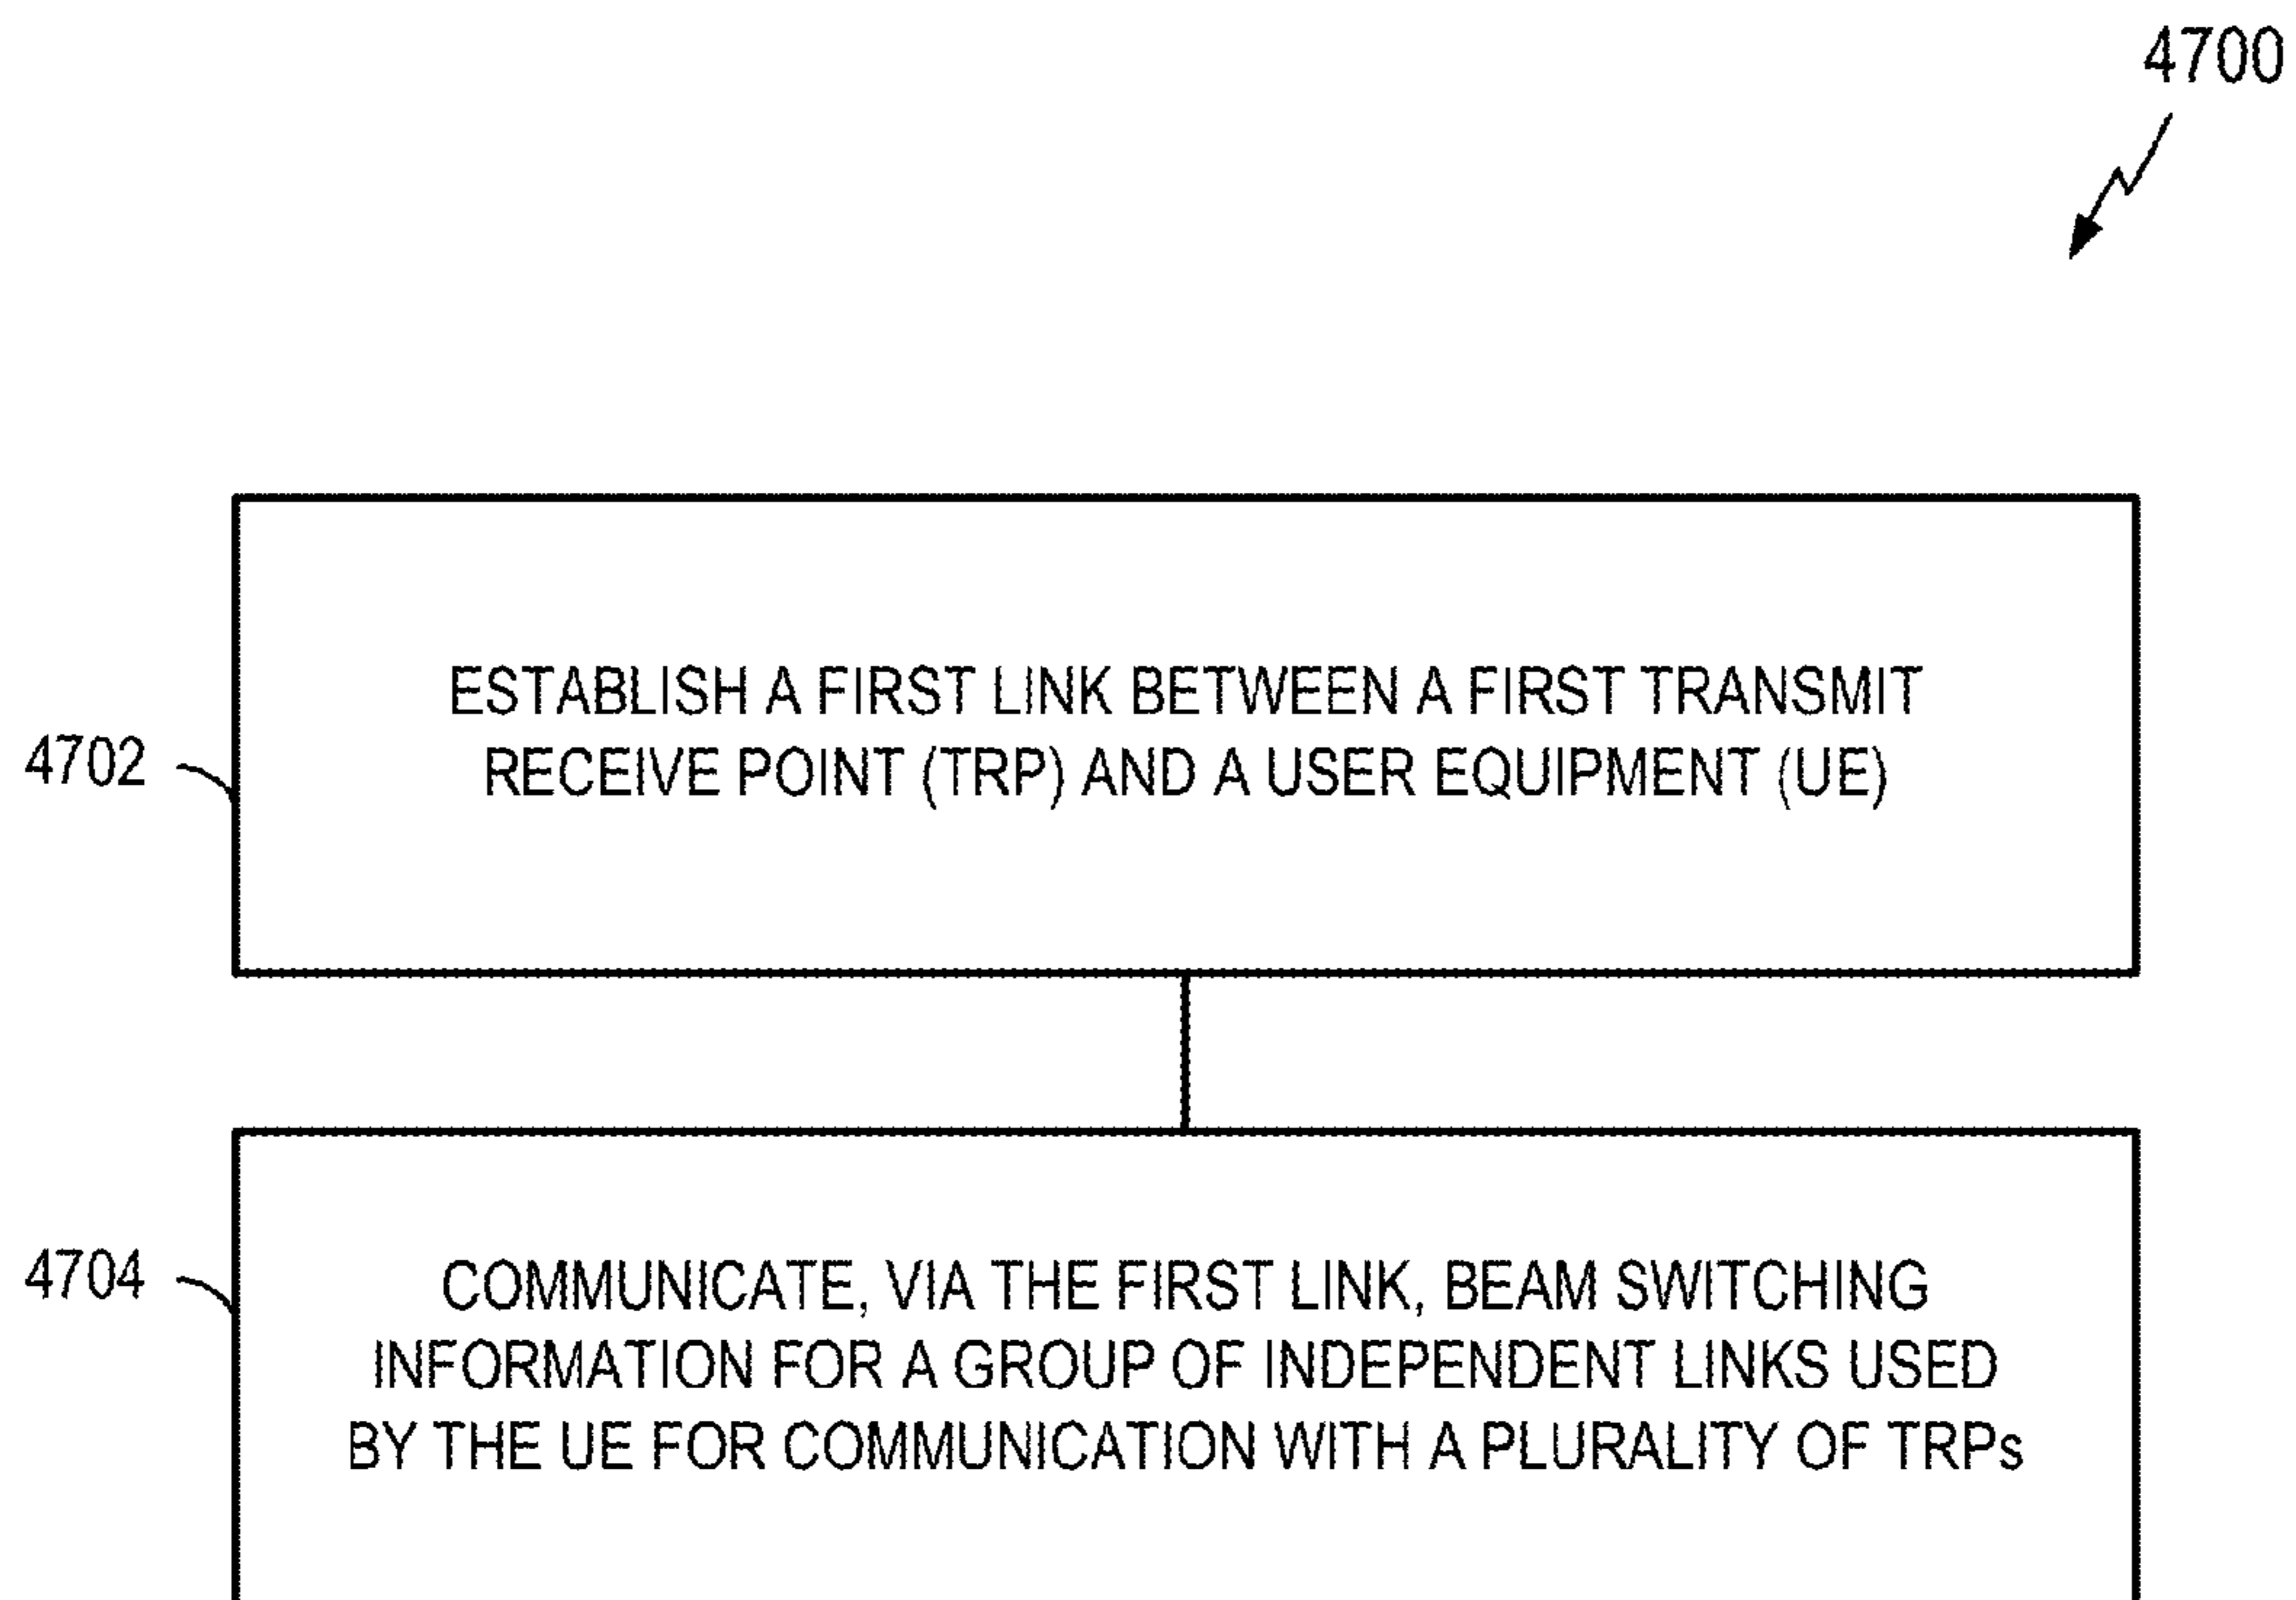 4700
4702
ESTABLISH A FIRST LINK BETWEEN A FIRST TRANSMIT
RECEIVE POINT (TRP) AND A USER EQUIPMENT (UE)
4704
COMMUNICATE, VIA THE FIRST LINK, BEAM SWITCHING
INFORMATION FOR A GROUP OF INDEPENDENT LINKS USED
BY THE UE FOR COMMUNICATION WITH A PLURALITY OF TRPs